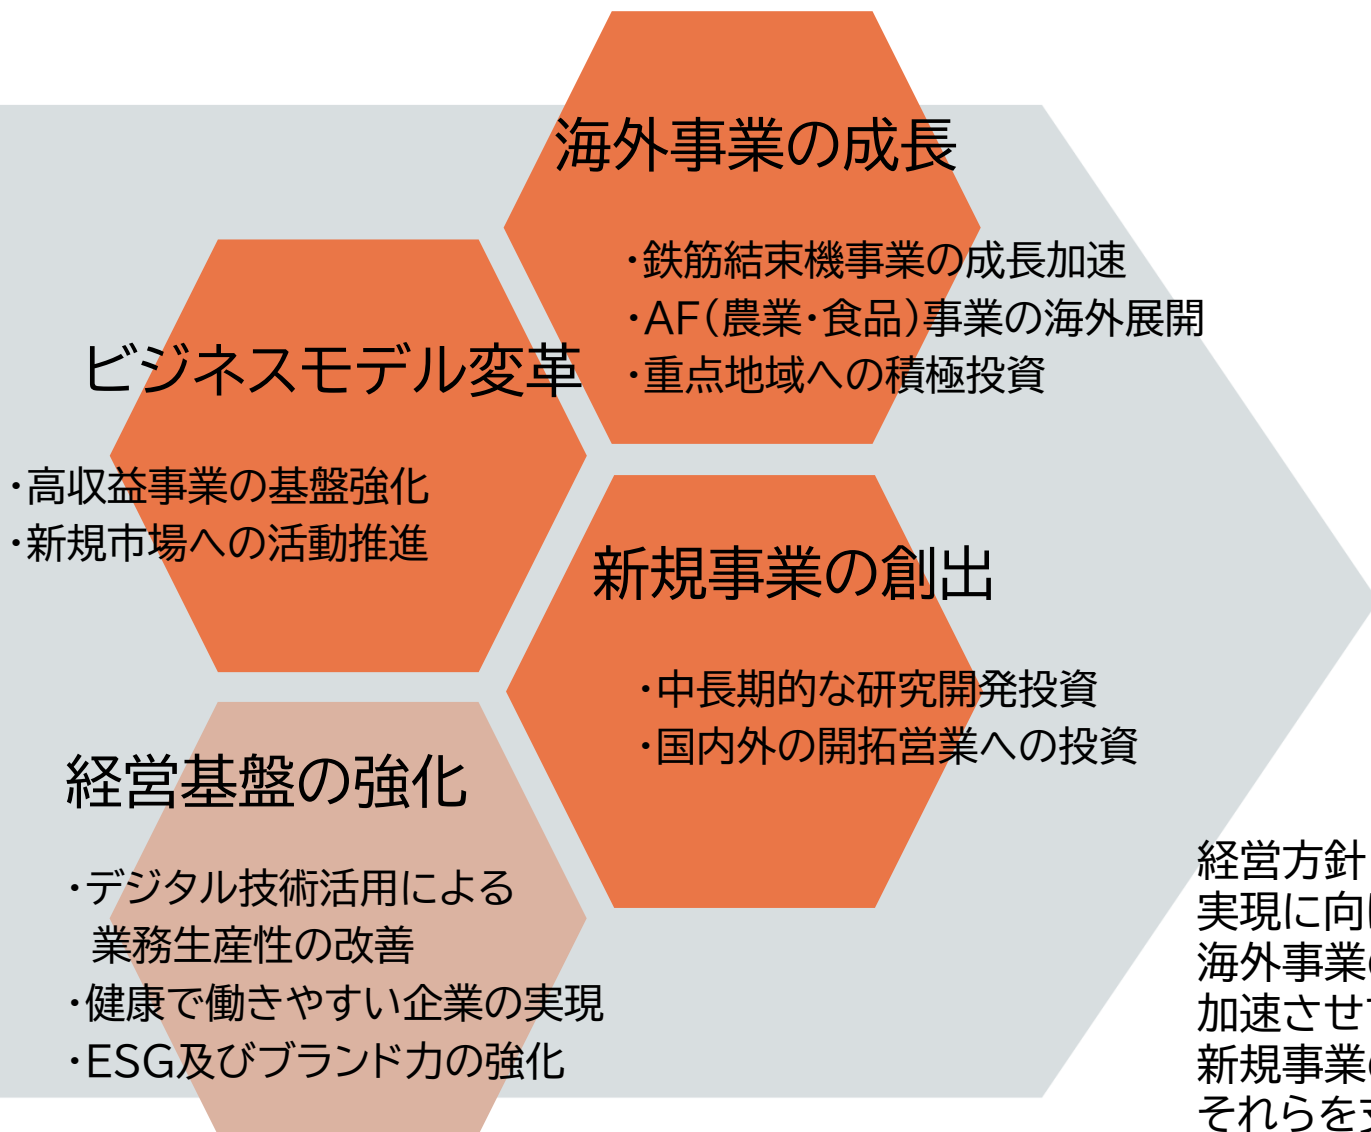 海外事業の成長
・鉄筋結束機事業の成長加速
・AF(農業・食品)事業の海外展開
・重点地域への積極投資
ビジネスモデル変革
・高収益事業の基盤強化
・新規市場への活動推進
新規事業の創出
・中長期的な研究開発投資
・国内外の開拓営業への投資
経営基盤の強化
・デジタル技術活用による
業務生産性の改善
・健康で働きやすい企業の実現
・ESG及びブランド力の強化
経営方針
実現に向
海外事業
加速させ
新規事業
それらを